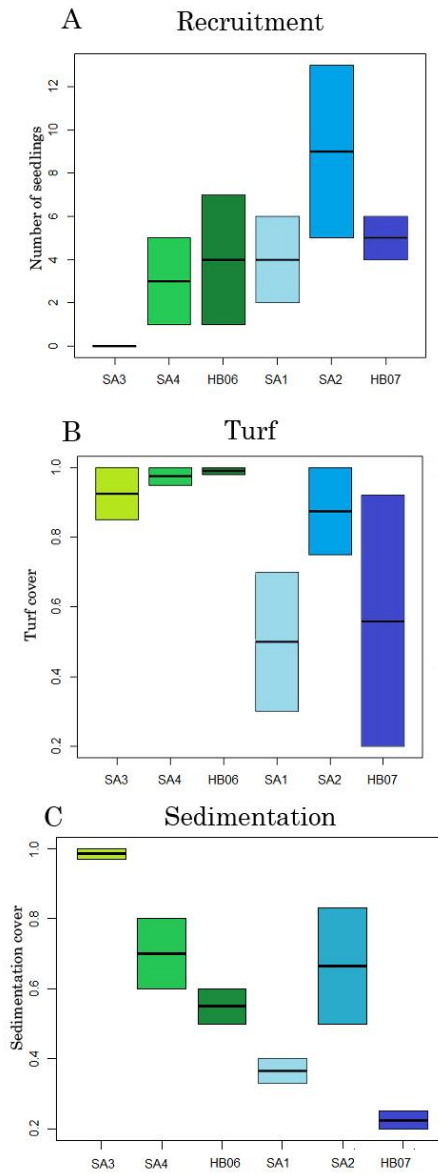 A Recruitment
Number of seedlings
12
10
8
6
4
2
0
SA3 SA4 HB06 SA1 SA2 HB07
B Turf
Turf cover
1.0
0.8
0.6
0.4
0.2
SA3 SA4 HB06 SA1 SA2 HB07
C Sedimentation
Sedimentation cover
1.0
0.8
0.6
0.4
0.2
SA3 SA4 HB06 SA1 SA2 HB07